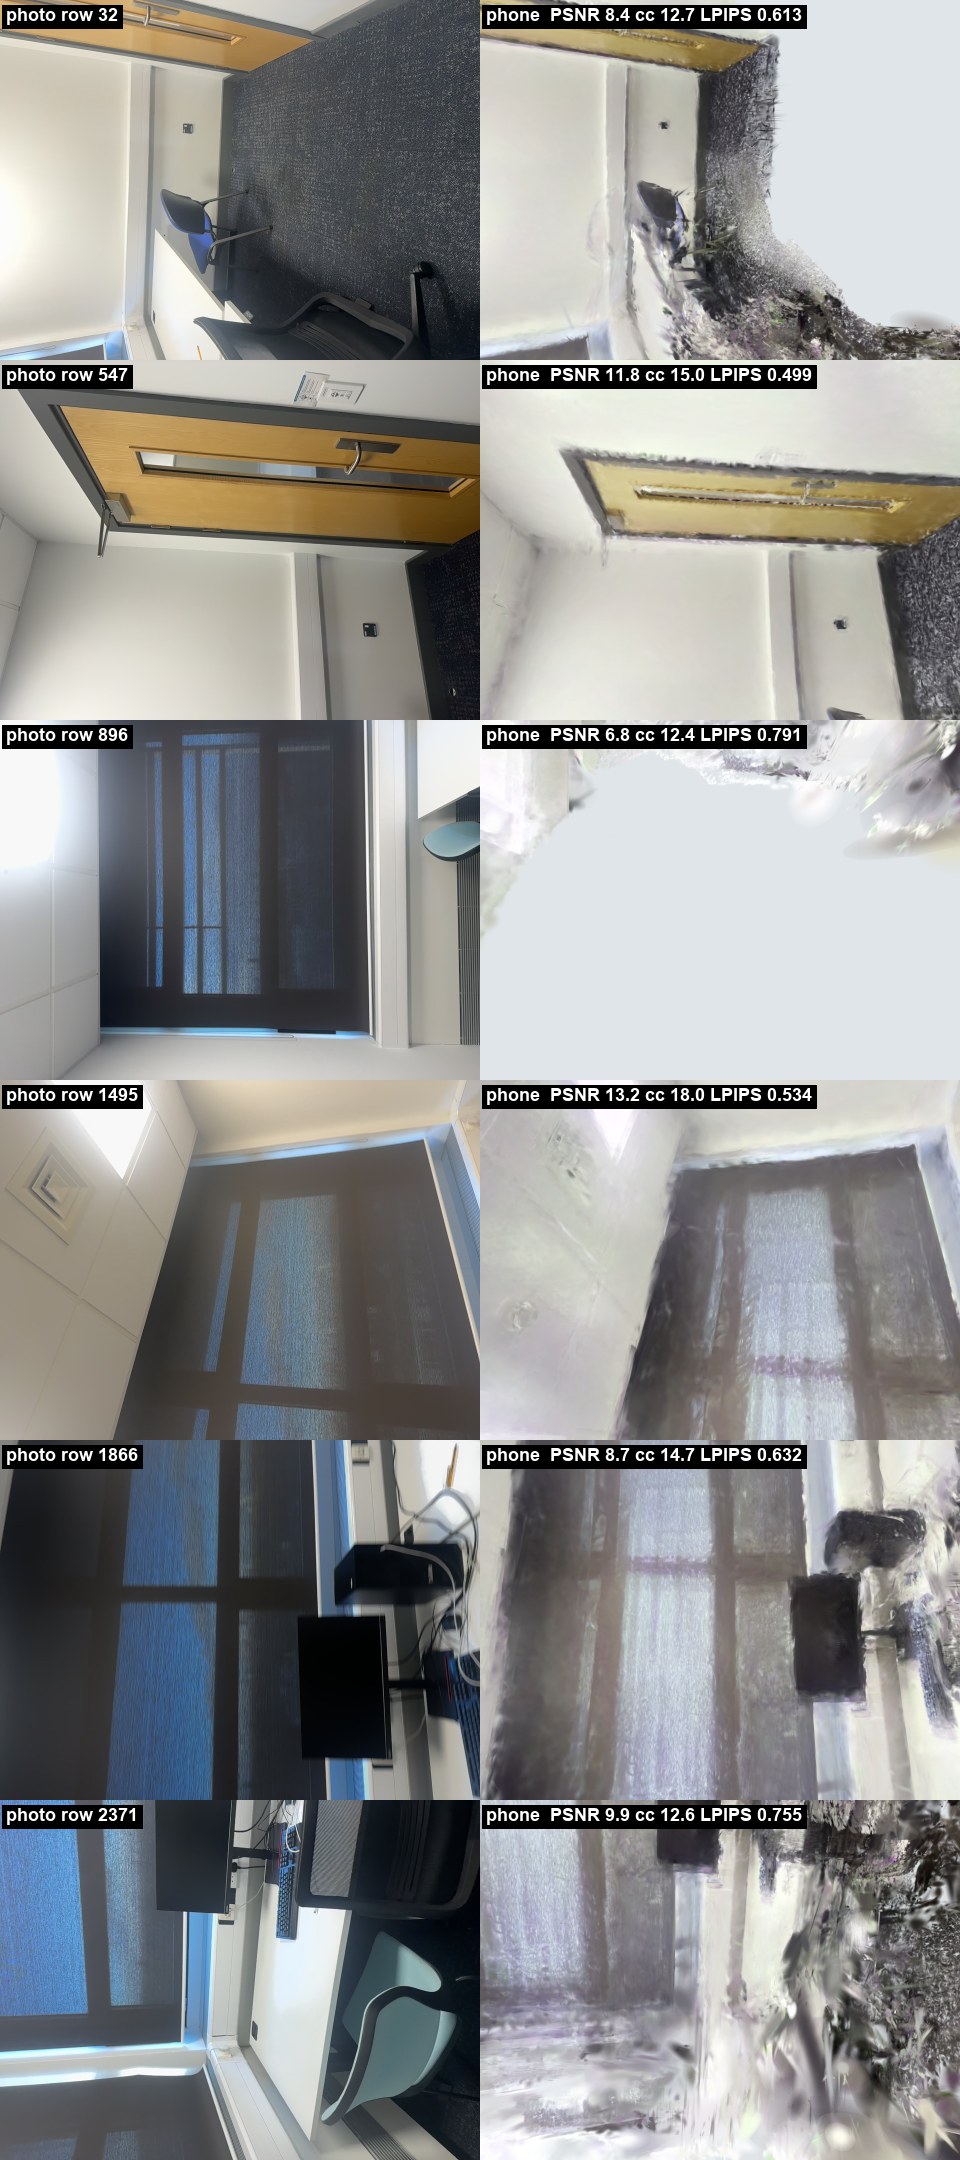 photo row 32
phone PSNR 8.4 cc 12.7 LPIPS 0.613
photo row 547
phone PSNR 11.8 cc 15.0 LPIPS 0.499
photo row 896
phone PSNR 6.8 cc 12.4 LPIPS 0.791
photo row 1495
phone PSNR 13.2 cc 18.0 LPIPS 0.534
photo row 1866
phone PSNR 8.7 cc 14.7 LPIPS 0.632
photo row 2371
phone PSNR 9.9 cc 12.6 LPIPS 0.755